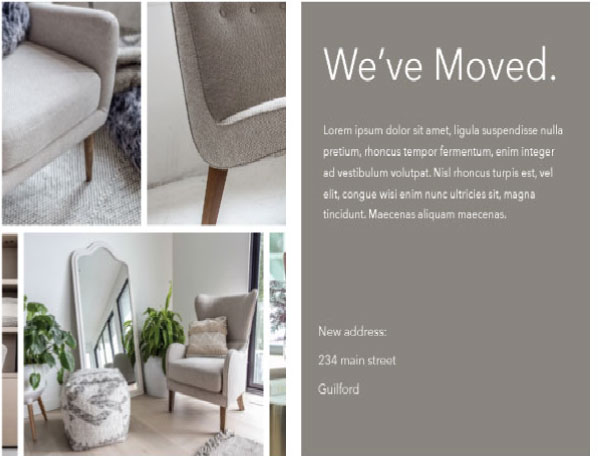 We've Moved.
Lorem ipsum dolor sit amet, ligula suspendisse nulla
pretium, rhoncus tempor fermentum, enim integer
ad vestibulum volutpat. Nisl rhoncus turpis est, vel
elit, congue wisi enim nunc ultricies sit, magna
tincidunt. Maecenas aliquam maecenas.
New address:
234 main street
Guilford